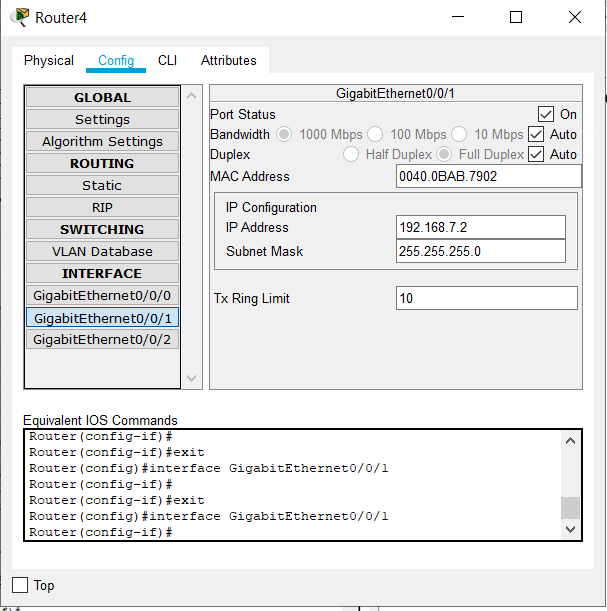 Router4
Physical Config CLI Attributes
GLOBAL
Settings
Algorithm Settings
ROUTING
Static
RIP
SWITCHING
VLAN Database
INTERFACE
GigabitEthernet0/0/0
GigabitEthernet0/0/1
GigabitEthernet0/0/2
GigabitEthernet0/0/1
Port Status On
Bandwidth 1000 Mbps 100 Mbps 10 Mbps Auto
Duplex Half Duplex Full Duplex Auto
MAC Address 0040.0BAB.7902
IP Configuration
IP Address 192.168.7.2
Subnet Mask 255.255.255.0
Tx Ring Limit 10
Equivalent IOS Commands
Router(config-if)#
Router(config-if)#exit
Router(config)#interface GigabitEthernet0/0/1
Router(config-if)#
Router(config-if)#exit
Router(config)#interface GigabitEthernet0/0/1
Router(config-if)#
Top